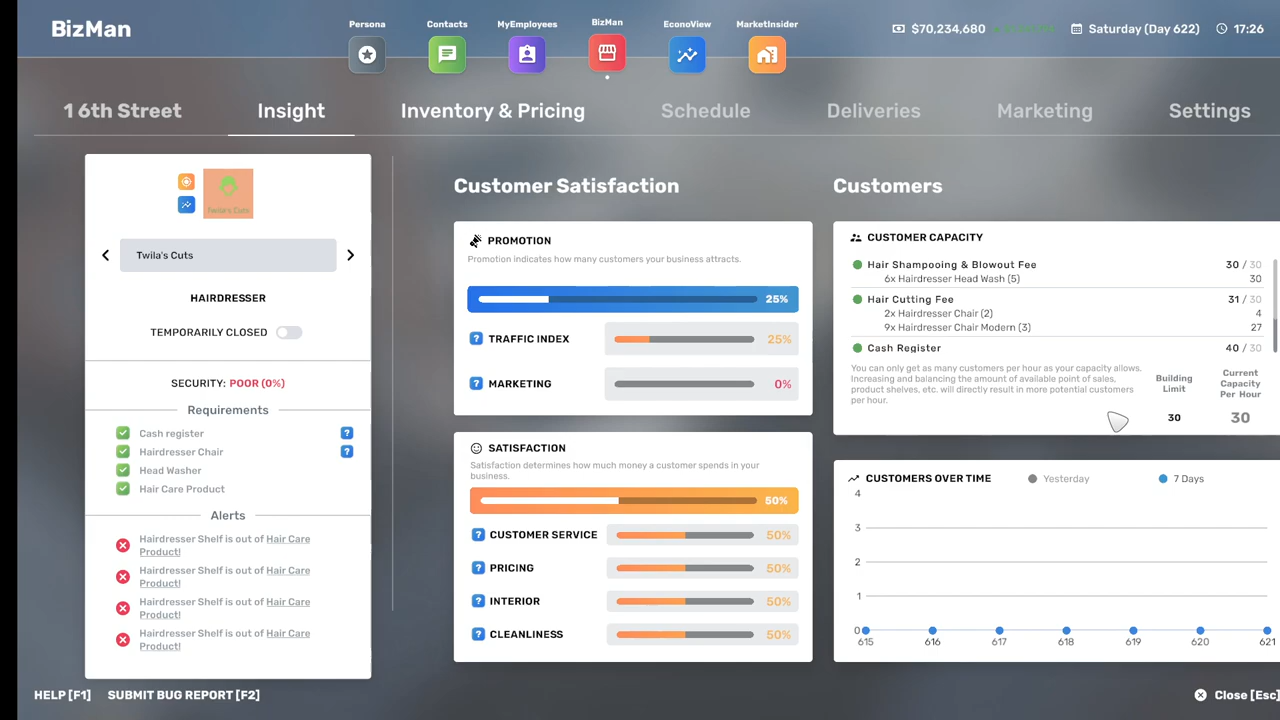 BizMan
Persona
Contacts
MyEmployees
BizMan
EconoView
MarketInsider
$70,234,680
Saturday (Day 622)
17:26
1 6th Street
Insight
Inventory & Pricing
Schedule
Deliveries
Marketing
Settings
Twila's Cuts
Twila's Cuts
HAIRDRESSER
TEMPORARILY CLOSED
SECURITY: POOR (0%)
Requirements
Cash register ?
Hairdresser Chair ?
Head Washer
Hair Care Product
Alerts
Hairdresser Shelf is out of Hair Care
Product!
Hairdresser Shelf is out of Hair Care
Product!
Hairdresser Shelf is out of Hair Care
Product!
Hairdresser Shelf is out of Hair Care
Product!
Customer Satisfaction
PROMOTION
Promotion indicates how many customers your business attracts.
25%
? TRAFFIC INDEX 25%
? MARKETING 0%
SATISFACTION
Satisfaction determines how much money a customer spends in your
business.
50%
? CUSTOMER SERVICE 50%
? PRICING 50%
? INTERIOR 50%
? CLEANLINESS 50%
Customers
CUSTOMER CAPACITY
Hair Shampooing & Blowout Fee 30 / 30
6x Hairdresser Head Wash (5) 30
Hair Cutting Fee 31 / 30
2x Hairdresser Chair (2) 4
9x Hairdresser Chair Modern (3) 27
Cash Register 40 / 30
You can only get as many customers per hour as your capacity allows.
Increasing and balancing the amount of available point of sales,
product shelves, etc. will directly result in more potential customers
per hour.
Building
Limit
30
Current
Capacity
Per Hour
30
CUSTOMERS OVER TIME
Yesterday
7 Days
4
3
2
1
0
615 616 617 618 619 620 621
HELP [F1]
SUBMIT BUG REPORT [F2]
Close [Esc]